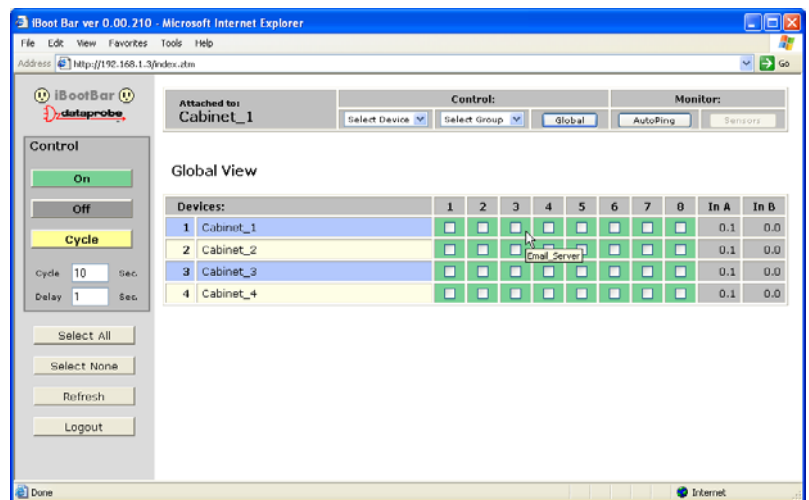 iBoot Bar ver 0.00.210 - Microsoft Internet Explorer
File Edit View Favorites Tools Help
Address http://192.168.1.3/index.ztm Go
iBootBar
dataprobe
Attached to:
Cabinet_1
Control: Monitor:
Select Device Select Group Global AutoPing Sensors
Control
On
Off
Cycle
Cycle 10 Sec.
Delay 1 Sec.
Select All
Select None
Refresh
Logout
Global View
Devices: 1 2 3 4 5 6 7 8 In A In B
1 Cabinet_1 0.1 0.0
2 Cabinet_2 0.1 0.0
Email_Server
3 Cabinet_3 0.1 0.0
4 Cabinet_4 0.1 0.0
Done Internet